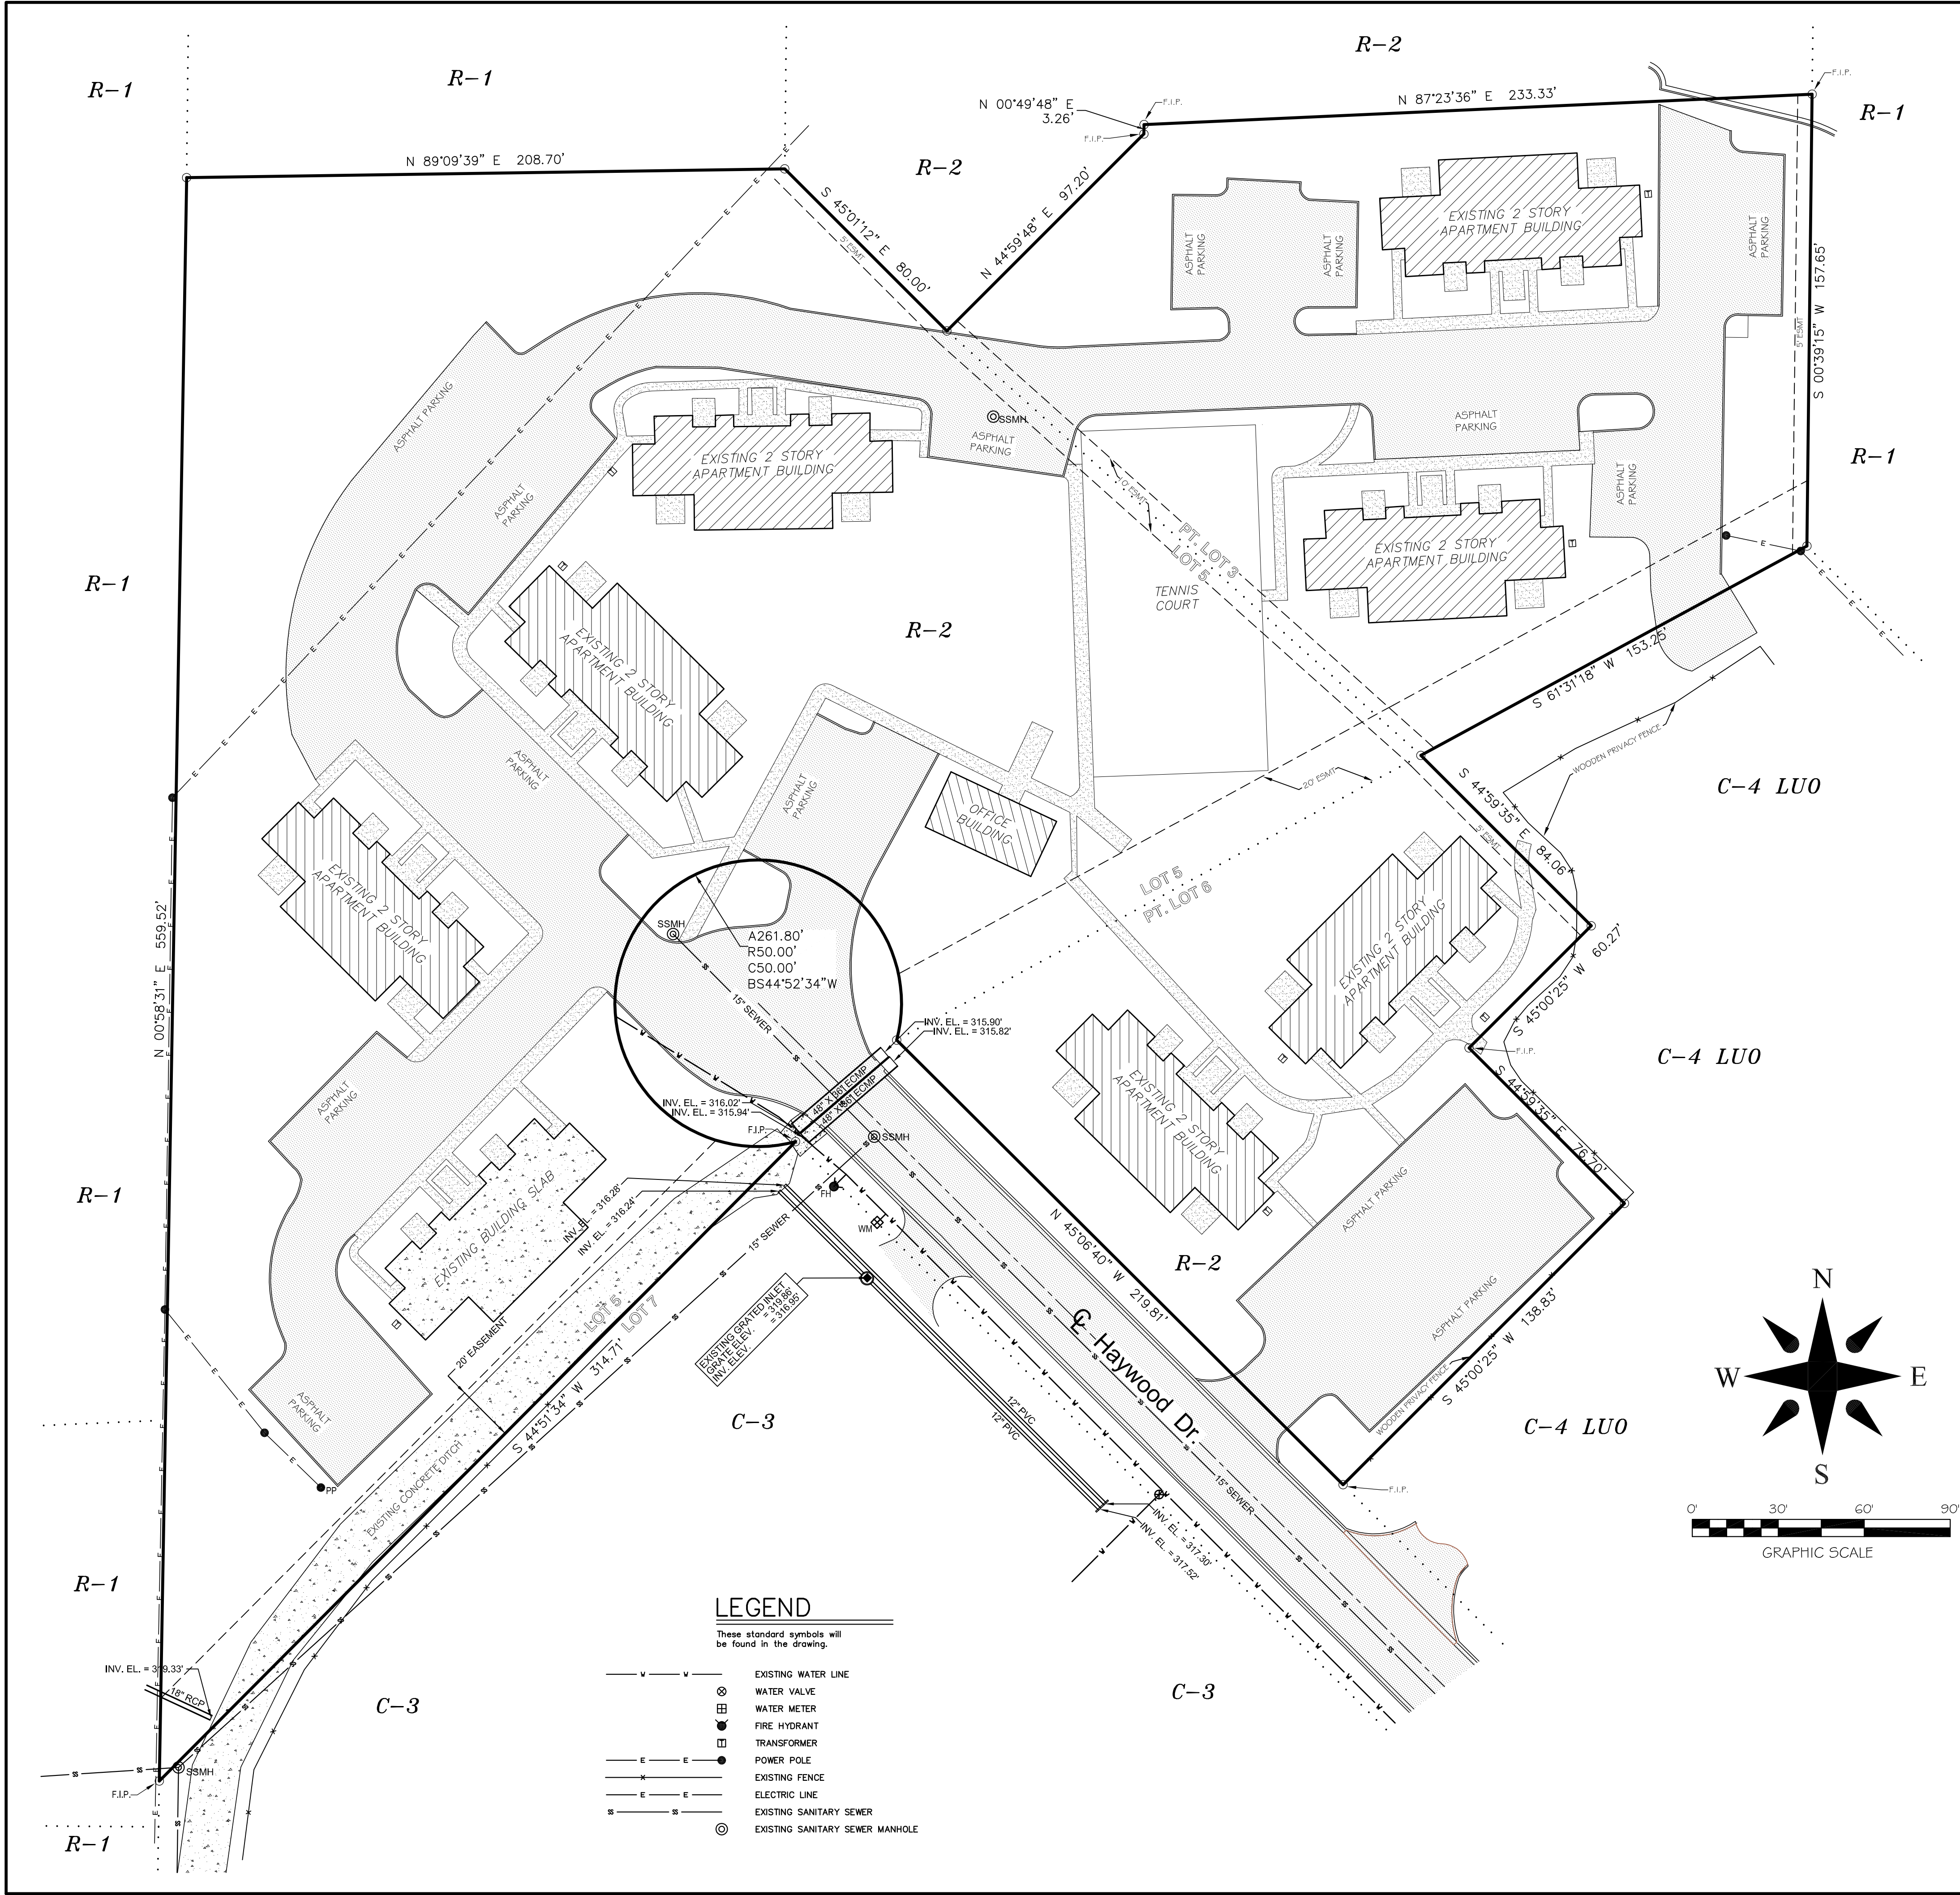 R-2
R-1
R-1
F.I.P.
N 00°49'48" E
3.26'
F.I.P.
N 87°23'36" E 233.33'
R-1
F.I.P.
N 89°09'39" E 208.70'
R-2
S 45°01'12" E 80.00'
5' ESMT
N 44°59'48" E 97.20'
EXISTING 2 STORY
APARTMENT BUILDING
T
ASPHALT
PARKING
ASPHALT
PARKING
ASPHALT
PARKING
S 00°39'15" W 157.65'
5' ESMT
ASPHALT PARKING
SSMH
ASPHALT
PARKING
ASPHALT
PARKING
EXISTING 2 STORY
APARTMENT BUILDING
ASPHALT
PARKING
ASPHALT
PARKING
R-1
10' ESMT
PT. LOT 3
LOT 5
EXISTING 2 STORY
APARTMENT BUILDING
T
TENNIS
COURT
R-1
R-2
EXISTING 2 STORY
APARTMENT BUILDING
S 61°31'18" W 153.25'
WOODEN PRIVACY FENCE
C-4 LUO
20' ESMT
S 44°59'35" E 84.06'
5' ESMT
ASPHALT
PARKING
ASPHALT
PARKING
OFFICE
BUILDING
EXISTING 2 STORY
APARTMENT BUILDING
LOT 5
PT. LOT 6
EXISTING 2 STORY
APARTMENT BUILDING
S 45°00'25" W 60.27'
N 00°58'31" E 559.52'
SSMH
A261.80'
R50.00'
C50.00'
BS44°52'34"W
15" SEWER
INV. EL. = 315.90'
INV. EL. = 315.82'
F.I.P.
C-4 LUO
S 44°59'35" E 76.70'
EXISTING 2 STORY
APARTMENT BUILDING
ASPHALT
PARKING
INV. EL. = 316.02'
INV. EL. = 315.94'
F.I.P.
SSMH
R-1
EXISTING BUILDING SLAB
INV. EL. = 316.28'
INV. EL. = 316.24'
FH
WM
15" SEWER
ASPHALT PARKING
ASPHALT PARKING
N 45°06'40" W 219.81'
R-2
EXISTING GRATED INLET
GRATE ELEV. = 319.86'
INV. ELEV. = 316.95'
LOT 5
LOT 7
20' EASEMENT
S 44°51'34" W 314.71'
℄ Haywood Dr.
WOODEN PRIVACY FENCE
S 45°00'25" W 138.83'
N
W
E
S
C-4 LUO
ASPHALT
PARKING
C-3
12" PVC
12" PVC
PP
EXISTING CONCRETE DITCH
15" SEWER
F.I.P.
0' 30' 60' 90'
GRAPHIC SCALE
INV. EL. = 317.30'
INV. EL. = 317.52'
R-1
18" RCP
C-3
C-3
SSMH
F.I.P.
R-1
LEGEND
These standard symbols will
be found in the drawing.
EXISTING WATER LINE
WATER VALVE
WATER METER
FIRE HYDRANT
T TRANSFORMER
E E POWER POLE
EXISTING FENCE
E E ELECTRIC LINE
SS SS EXISTING SANITARY SEWER
EXISTING SANITARY SEWER MANHOLE